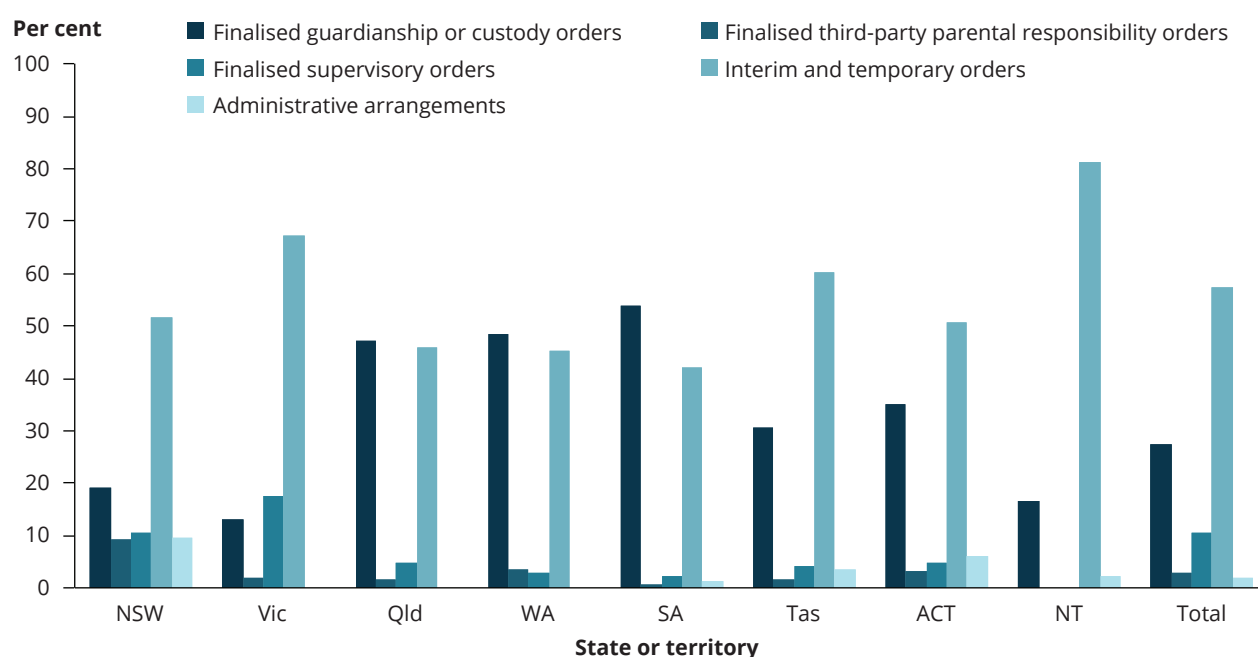 Per cent
Finalised guardianship or custody orders
Finalised third-party parental responsibility orders
Finalised supervisory orders
Interim and temporary orders
Administrative arrangements
100
90
80
70
60
50
40
30
20
10
0
NSW Vic Qld WA SA Tas ACT NT Total
State or territory